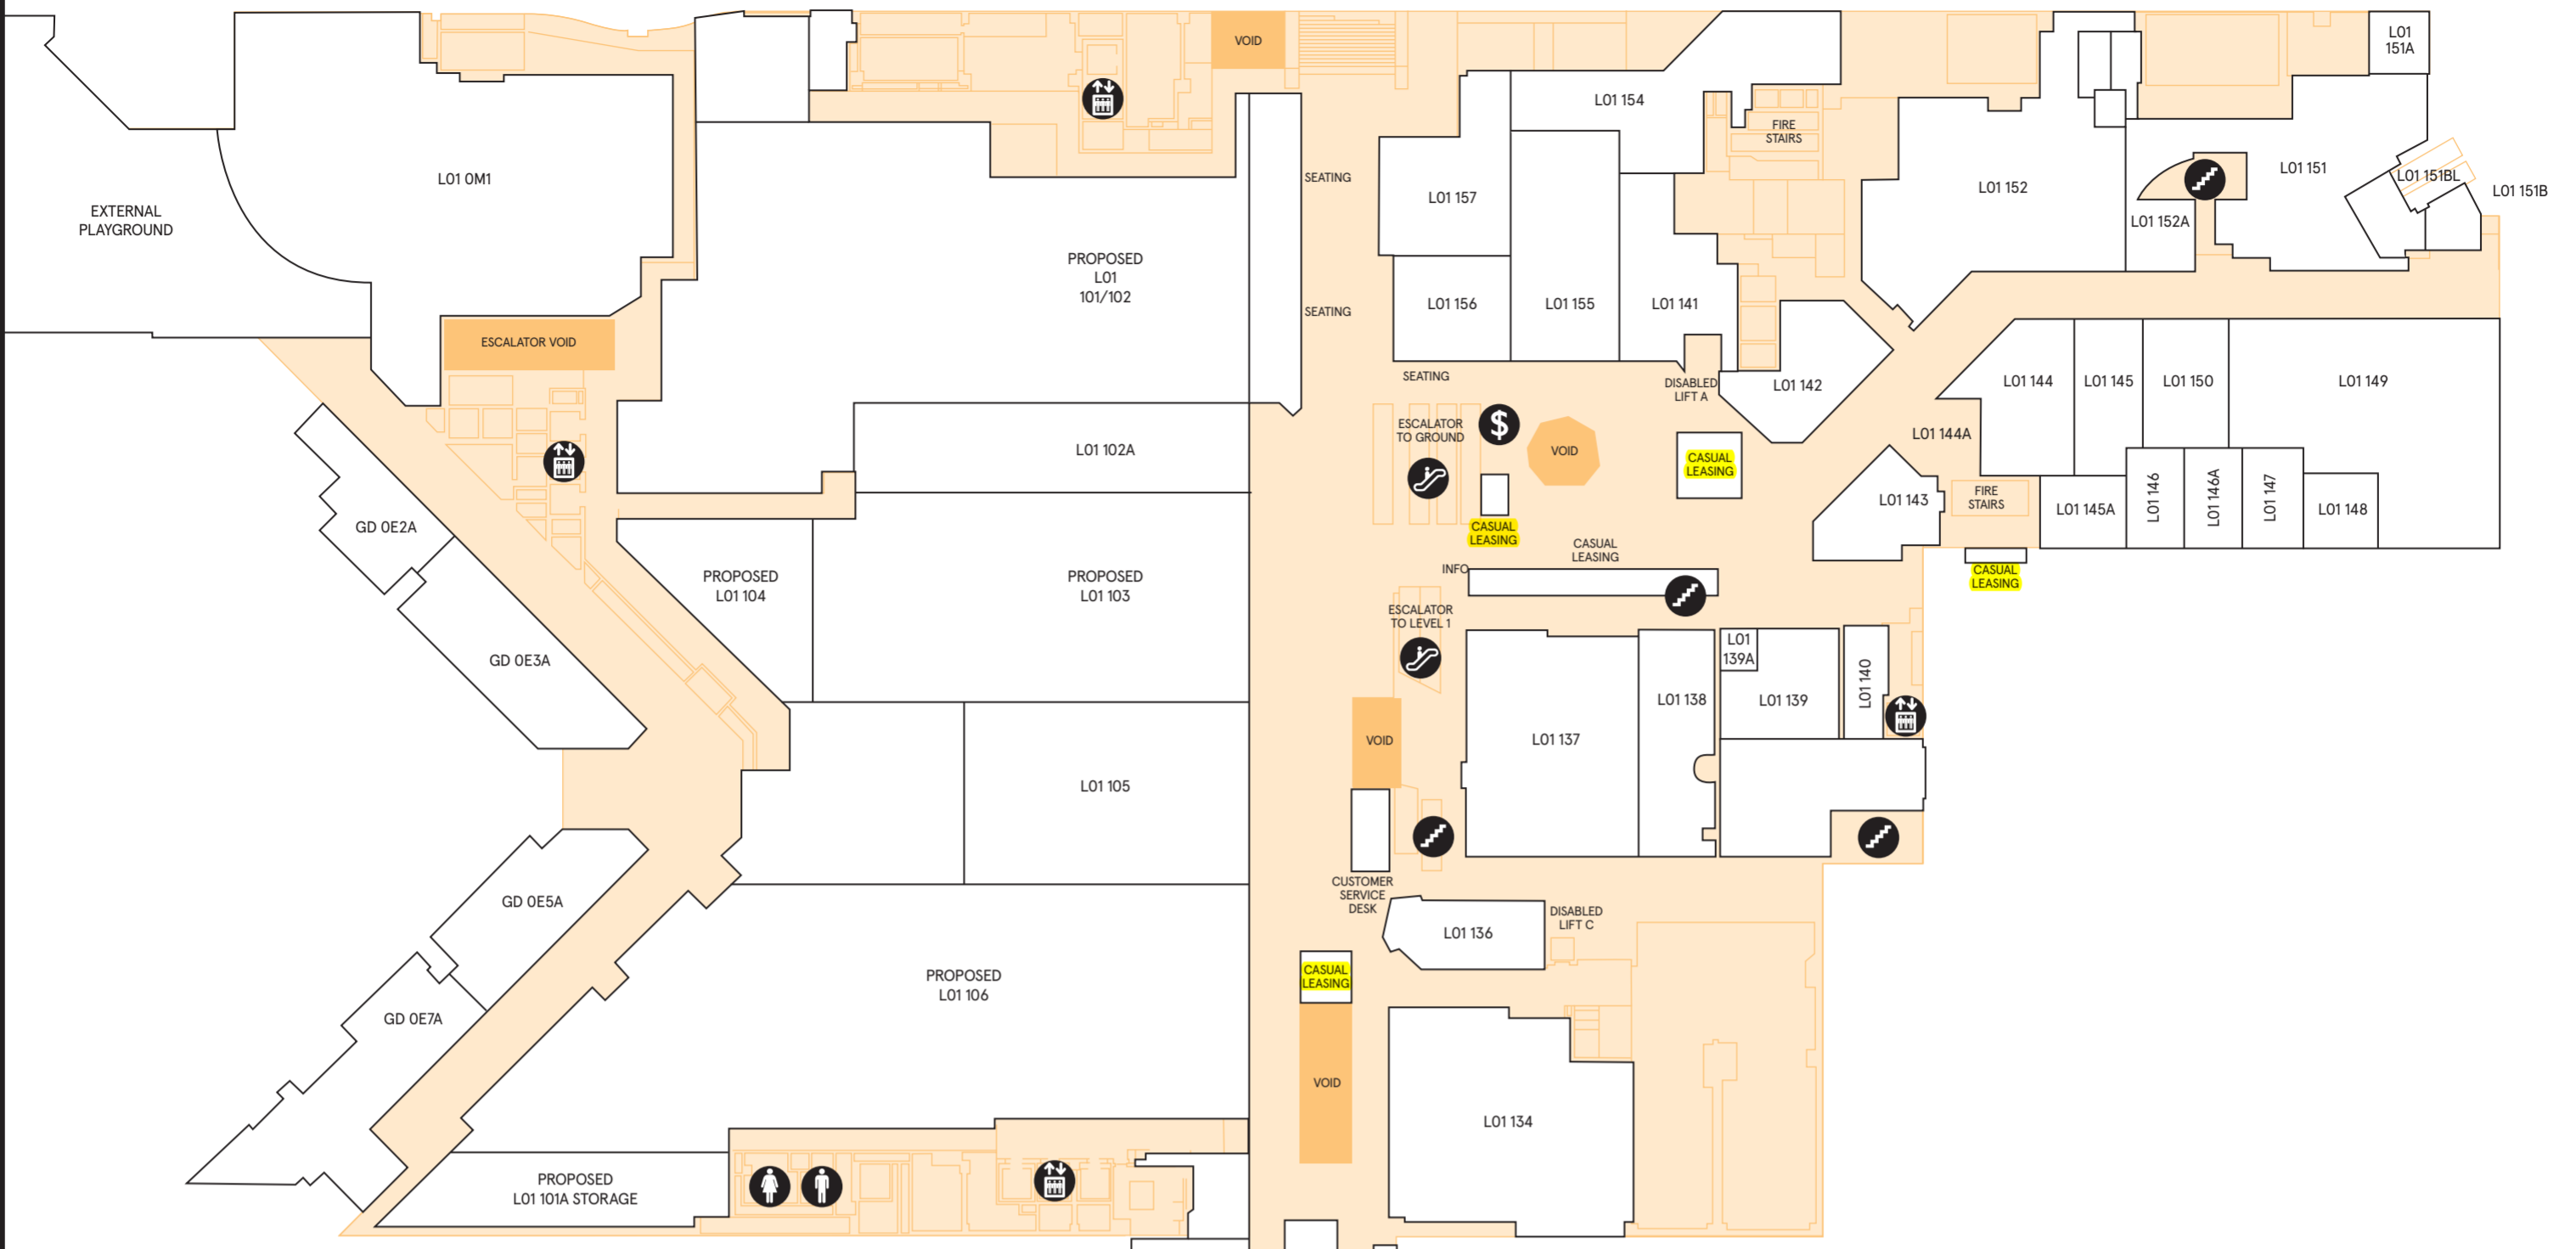 VOID
L01
151A
L01 154
FIRE
STAIRS
L01 0M1
EXTERNAL
PLAYGROUND
SEATING
L01 157
L01 152
L01 151
L01 151BL
L01 151B
L01 152A
PROPOSED
L01
101/102
SEATING
L01 156
L01 155
L01 141
ESCALATOR VOID
SEATING
DISABLED
LIFT A
L01 142
L01 144
L01 145
L01 150
L01 149
L01 102A
ESCALATOR
TO GROUND
$
VOID
CASUAL
LEASING
L01 144A
GD 0E2A
CASUAL
LEASING
L01 143
FIRE
STAIRS
L01 145A
L01 146
L01 146A
L01 147
L01 148
PROPOSED
L01 104
PROPOSED
L01 103
CASUAL
LEASING
INFO
CASUAL
LEASING
ESCALATOR
TO LEVEL 1
GD 0E3A
L01
139A
L01 138
L01 139
L01 140
VOID
L01 137
L01 105
CUSTOMER
SERVICE
DESK
GD 0E5A
DISABLED
LIFT C
L01 136
PROPOSED
L01 106
CASUAL
LEASING
GD 0E7A
VOID
L01 134
PROPOSED
L01 101A STORAGE